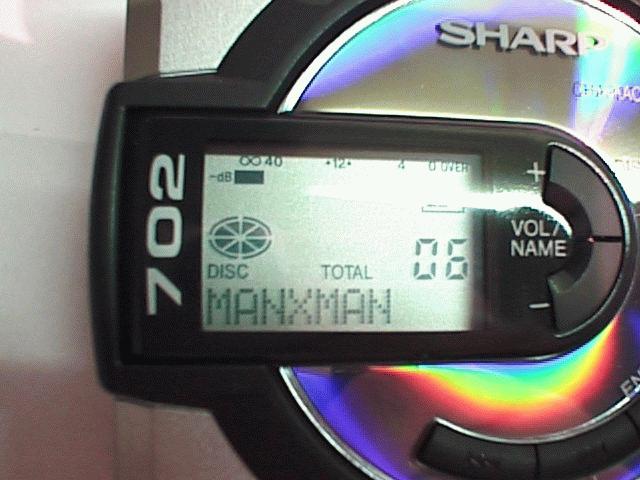 SHARP
702
∞ 40 •12• 4 0 OVER
-dB
VOL/
NAME
+
−
DISC TOTAL 06
MANXMAN